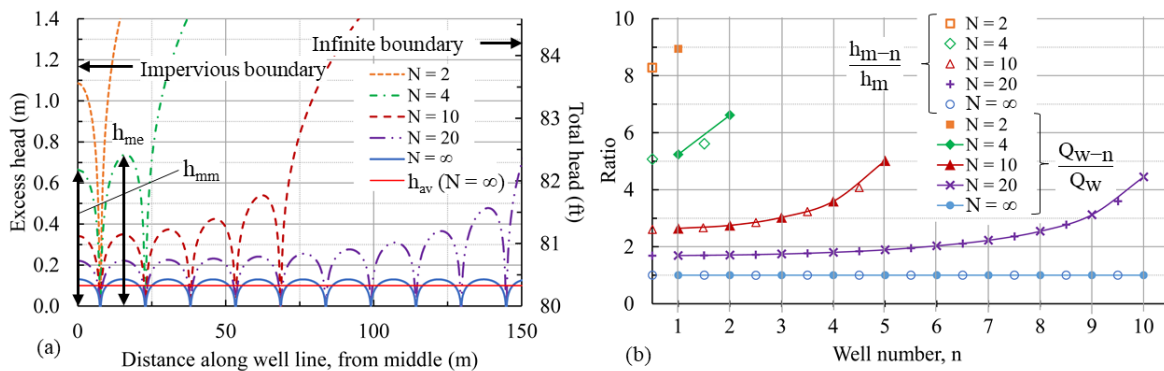 1.4
1.2
1.0
0.8
0.6
0.4
0.2
0.0
Excess head (m)
0
50
100
150
Distance along well line, from middle (m)
84
83
82
81
80
Total head (ft)
Infinite boundary
Impervious boundary
h_me
h_mm
N = 2
N = 4
N = 10
N = 20
N = ∞
h_av (N = ∞)
(a)
10
8
6
4
2
0
Ratio
1
2
3
4
5
6
7
8
9
10
Well number, n
N = 2
N = 4
N = 10
N = 20
N = ∞
h_m−n
h_m
N = 2
N = 4
N = 10
N = 20
N = ∞
Q_w−n
Q_w
(b)